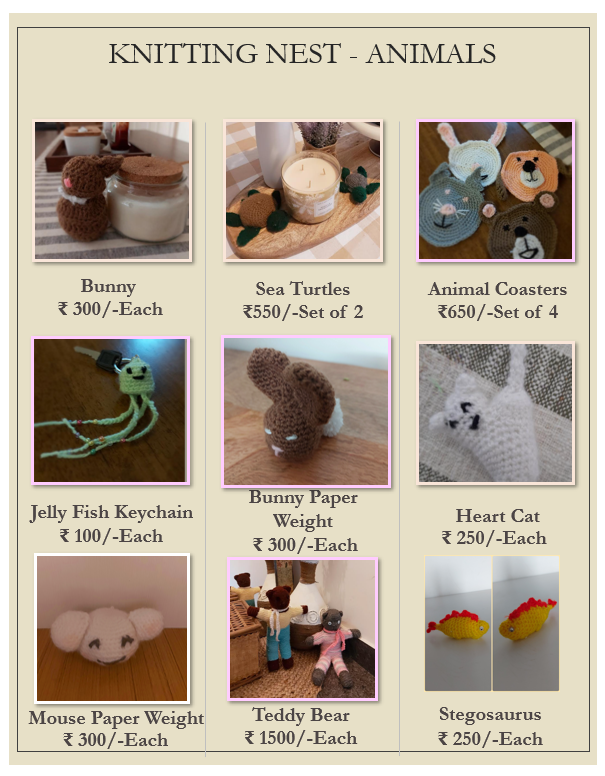 KNITTING NEST - ANIMALS
Bunny
₹ 300/-Each
Sea Turtles
₹550/-Set of 2
Animal Coasters
₹650/-Set of 4
Jelly Fish Keychain
₹ 100/-Each
Bunny Paper
Weight
₹ 300/-Each
Heart Cat
₹ 250/-Each
Mouse Paper Weight
₹ 300/-Each
Teddy Bear
₹ 1500/-Each
Stegosaurus
₹ 250/-Each